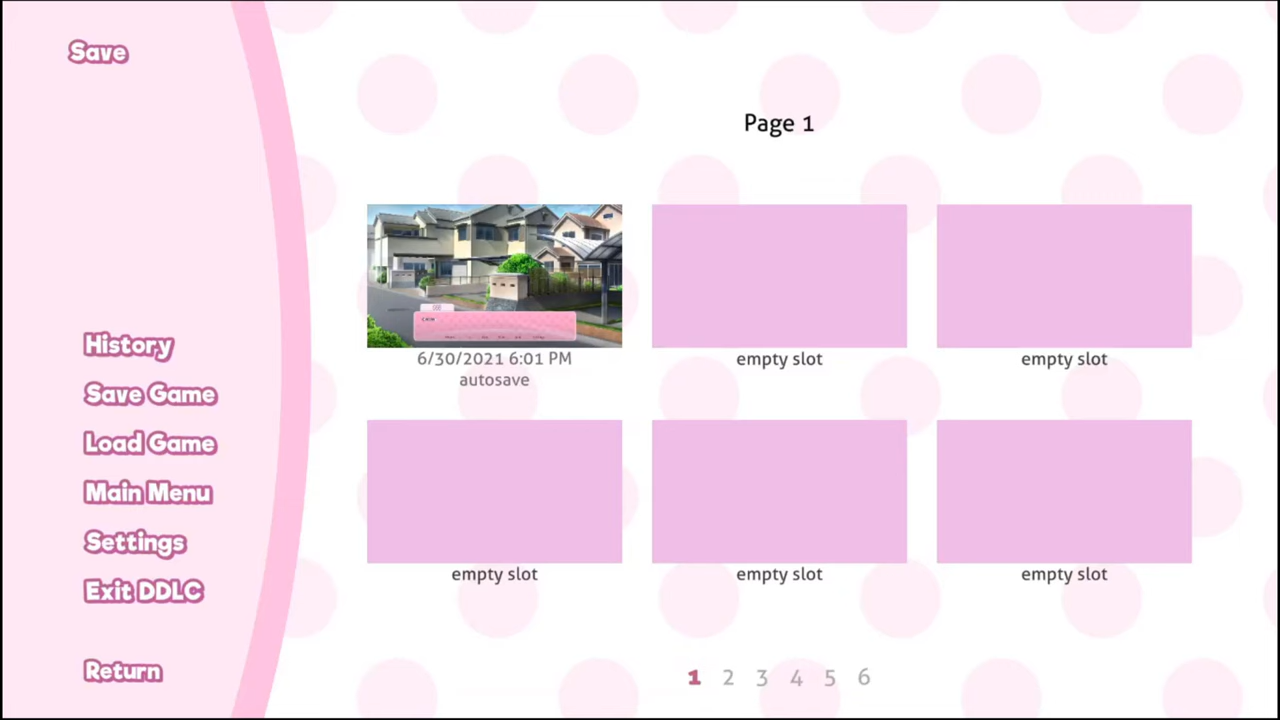 Save
Page 1
6/30/2021 6:01 PM
autosave
empty slot
empty slot
empty slot
empty slot
empty slot
History
Save Game
Load Game
Main Menu
Settings
Exit DDLC
Return
1 2 3 4 5 6